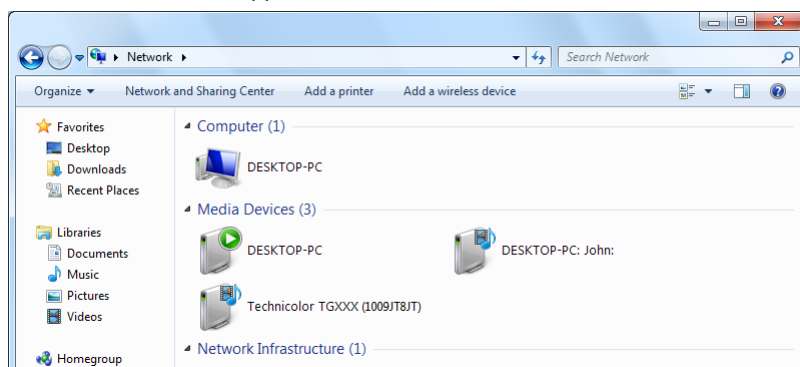 Network
Search Network
Organize Network and Sharing Center Add a printer Add a wireless device
Favorites
Desktop
Downloads
Recent Places
Libraries
Documents
Music
Pictures
Videos
Homegroup
Computer (1)
DESKTOP-PC
Media Devices (3)
DESKTOP-PC
DESKTOP-PC: John:
Technicolor TGXXX (1009JT8JT)
Network Infrastructure (1)